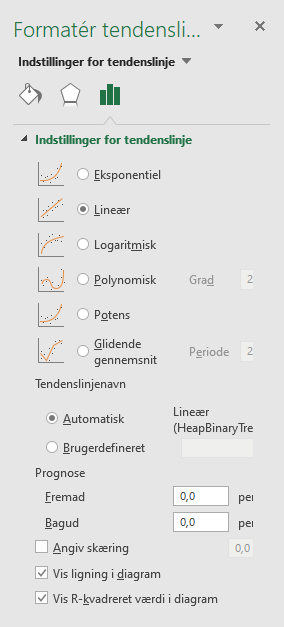 Formatér tendensli...
Indstillinger for tendenslinje
Indstillinger for tendenslinje
Eksponentiel
Lineær
Logaritmisk
Polynomisk Grad 2
Potens
Glidende
gennemsnit Periode 2
Tendenslinjenavn
Automatisk Lineær
(HeapBinaryTre
Brugerdefineret
Prognose
Fremad 0,0 per
Bagud 0,0 per
Angiv skæring 0,0
Vis ligning i diagram
Vis R-kvadreret værdi i diagram